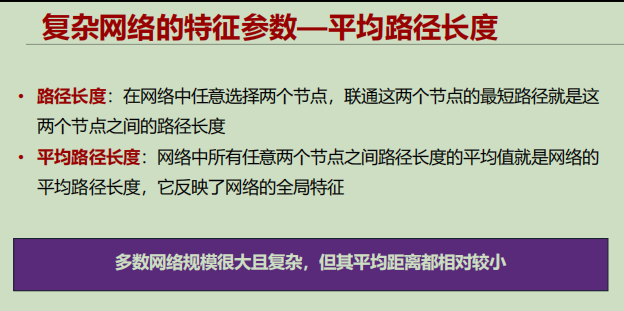 复杂网络的特征参数—平均路径长度
• 路径长度：在网络中任意选择两个节点，联通这两个节点的最短路径就是这
两个节点之间的路径长度
• 平均路径长度：网络中所有任意两个节点之间路径长度的平均值就是网络的
平均路径长度，它反映了网络的全局特征
多数网络规模很大且复杂，但其平均距离都相对较小